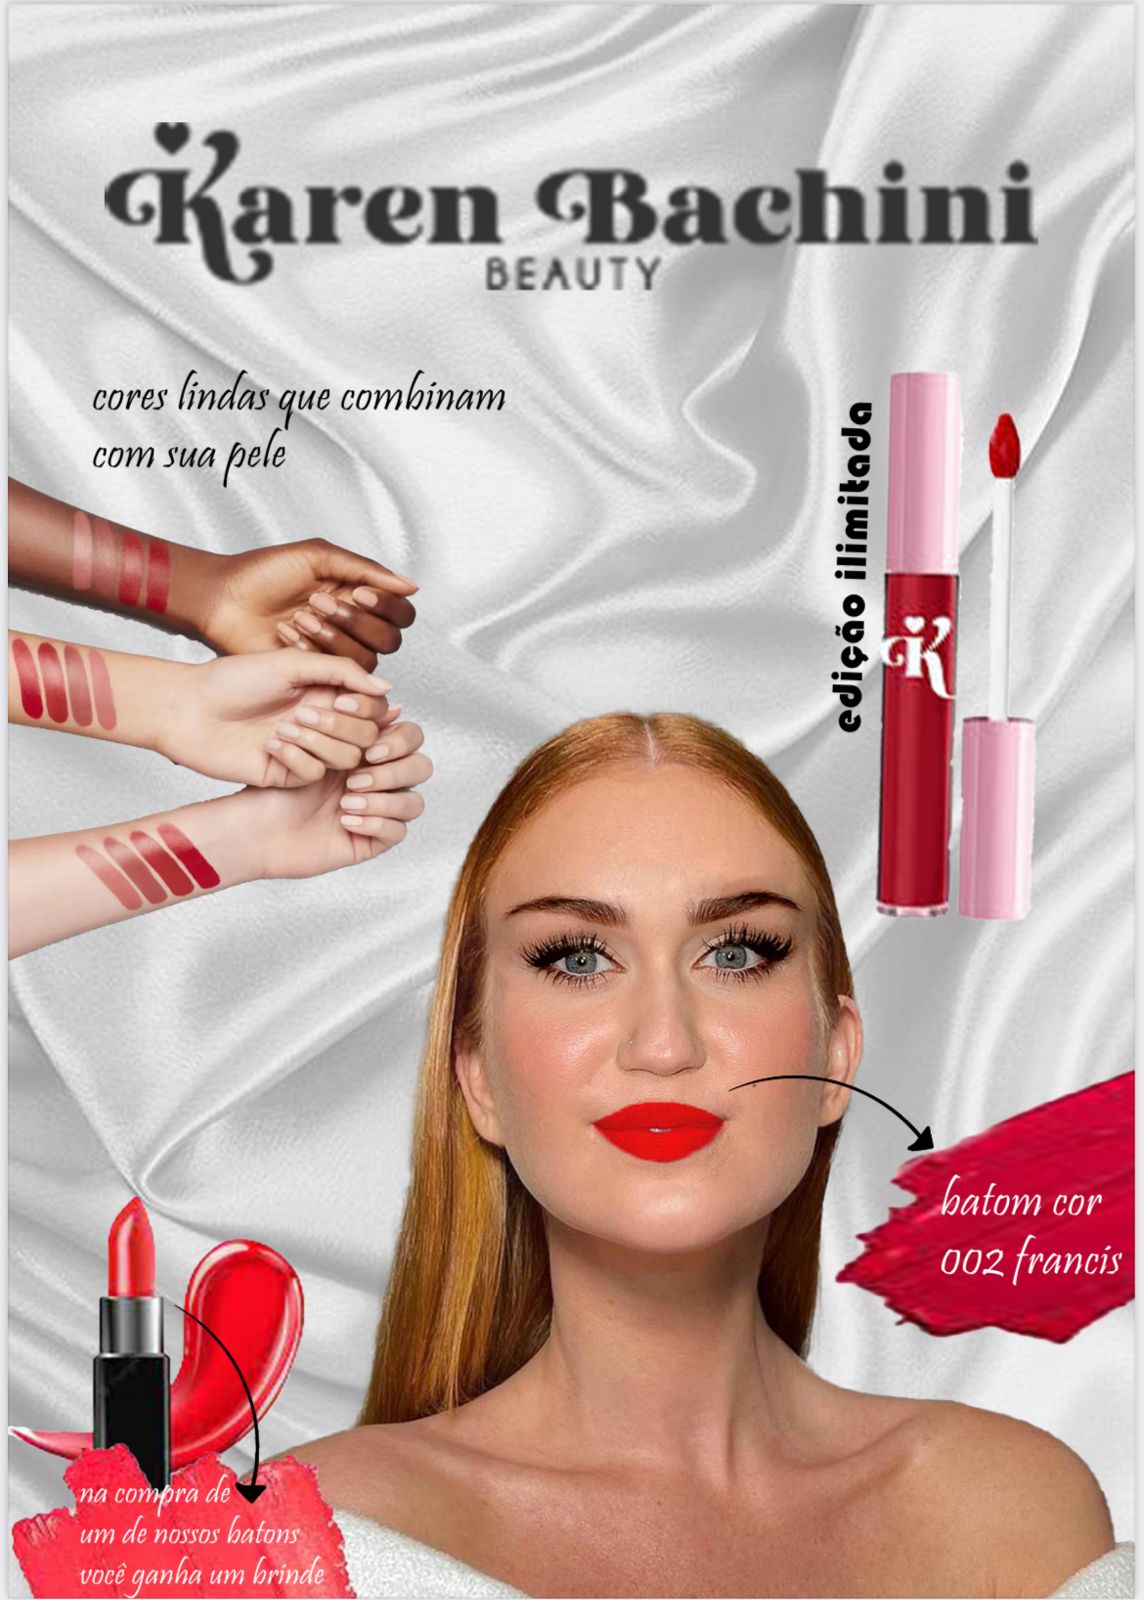 Karen Bachini
BEAUTY
cores lindas que combinam
com sua pele
edição ilimitada
K
batom cor
002 francis
na compra de
um de nossos batons
você ganha um brinde